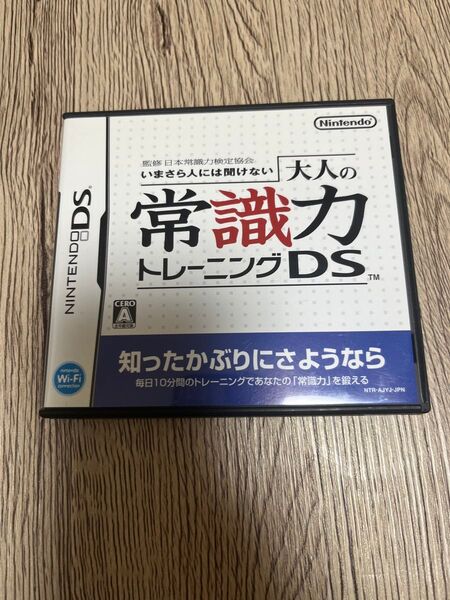 Nintendo
監修 日本常識力検定協会
いまさら人には聞けない 大人の
常識力
トレーニングDS™
CERO
A
知ったかぶりにさようなら
毎日10分間のトレーニングであなたの「常識力」を鍛える
NTR-AJYJ-JPN
NINTENDO DS
Nintendo
Wi-Fi
connection